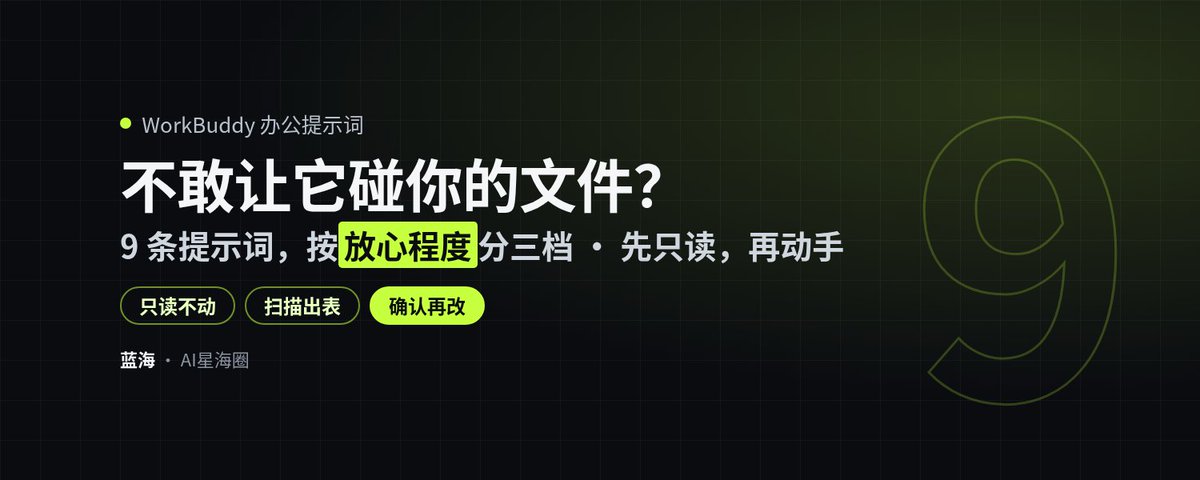 WorkBuddy 办公提示词
不敢让它碰你的文件？
9 条提示词，按放心程度分三档 · 先只读，再动手
只读不动 扫描出表 确认再改
蓝海 · AI星海圈
9